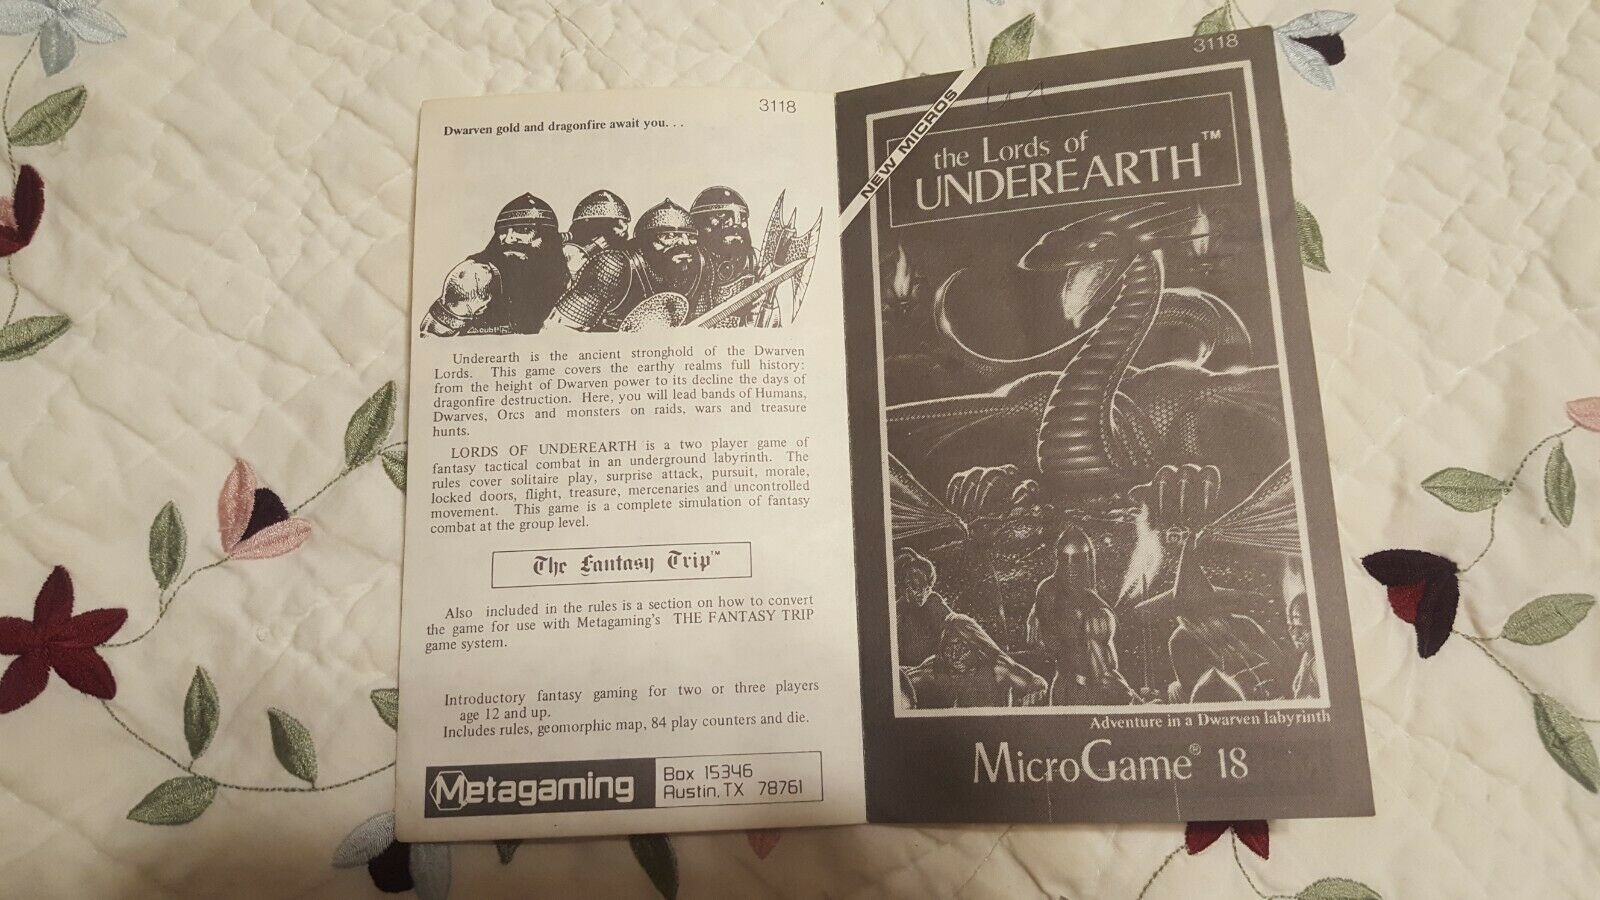 3118
Dwarven gold and dragonfire await you. . .
Underearth is the ancient stronghold of the Dwarven
Lords. This game covers the earthy realms full history:
from the height of Dwarven power to its decline the days of
dragonfire destruction. Here, you will lead bands of Humans,
Dwarves, Orcs and monsters on raids, wars and treasure
hunts.
LORDS OF UNDEREARTH is a two player game of
fantasy tactical combat in an underground labyrinth. The
rules cover solitaire play, surprise attack, pursuit, morale,
locked doors, flight, treasure, mercenaries and uncontrolled
movement. This game is a complete simulation of fantasy
combat at the group level.
The Fantasy Trip™
Also included in the rules is a section on how to convert
the game for use with Metagaming's THE FANTASY TRIP
game system.
Introductory fantasy gaming for two or three players
age 12 and up.
Includes rules, geomorphic map, 84 play counters and die.
Metagaming
Box 15346
Austin, TX 78761
3118
NEW MICROS
the Lords of
UNDEREARTH™
Adventure in a Dwarven labyrinth
MicroGame® 18